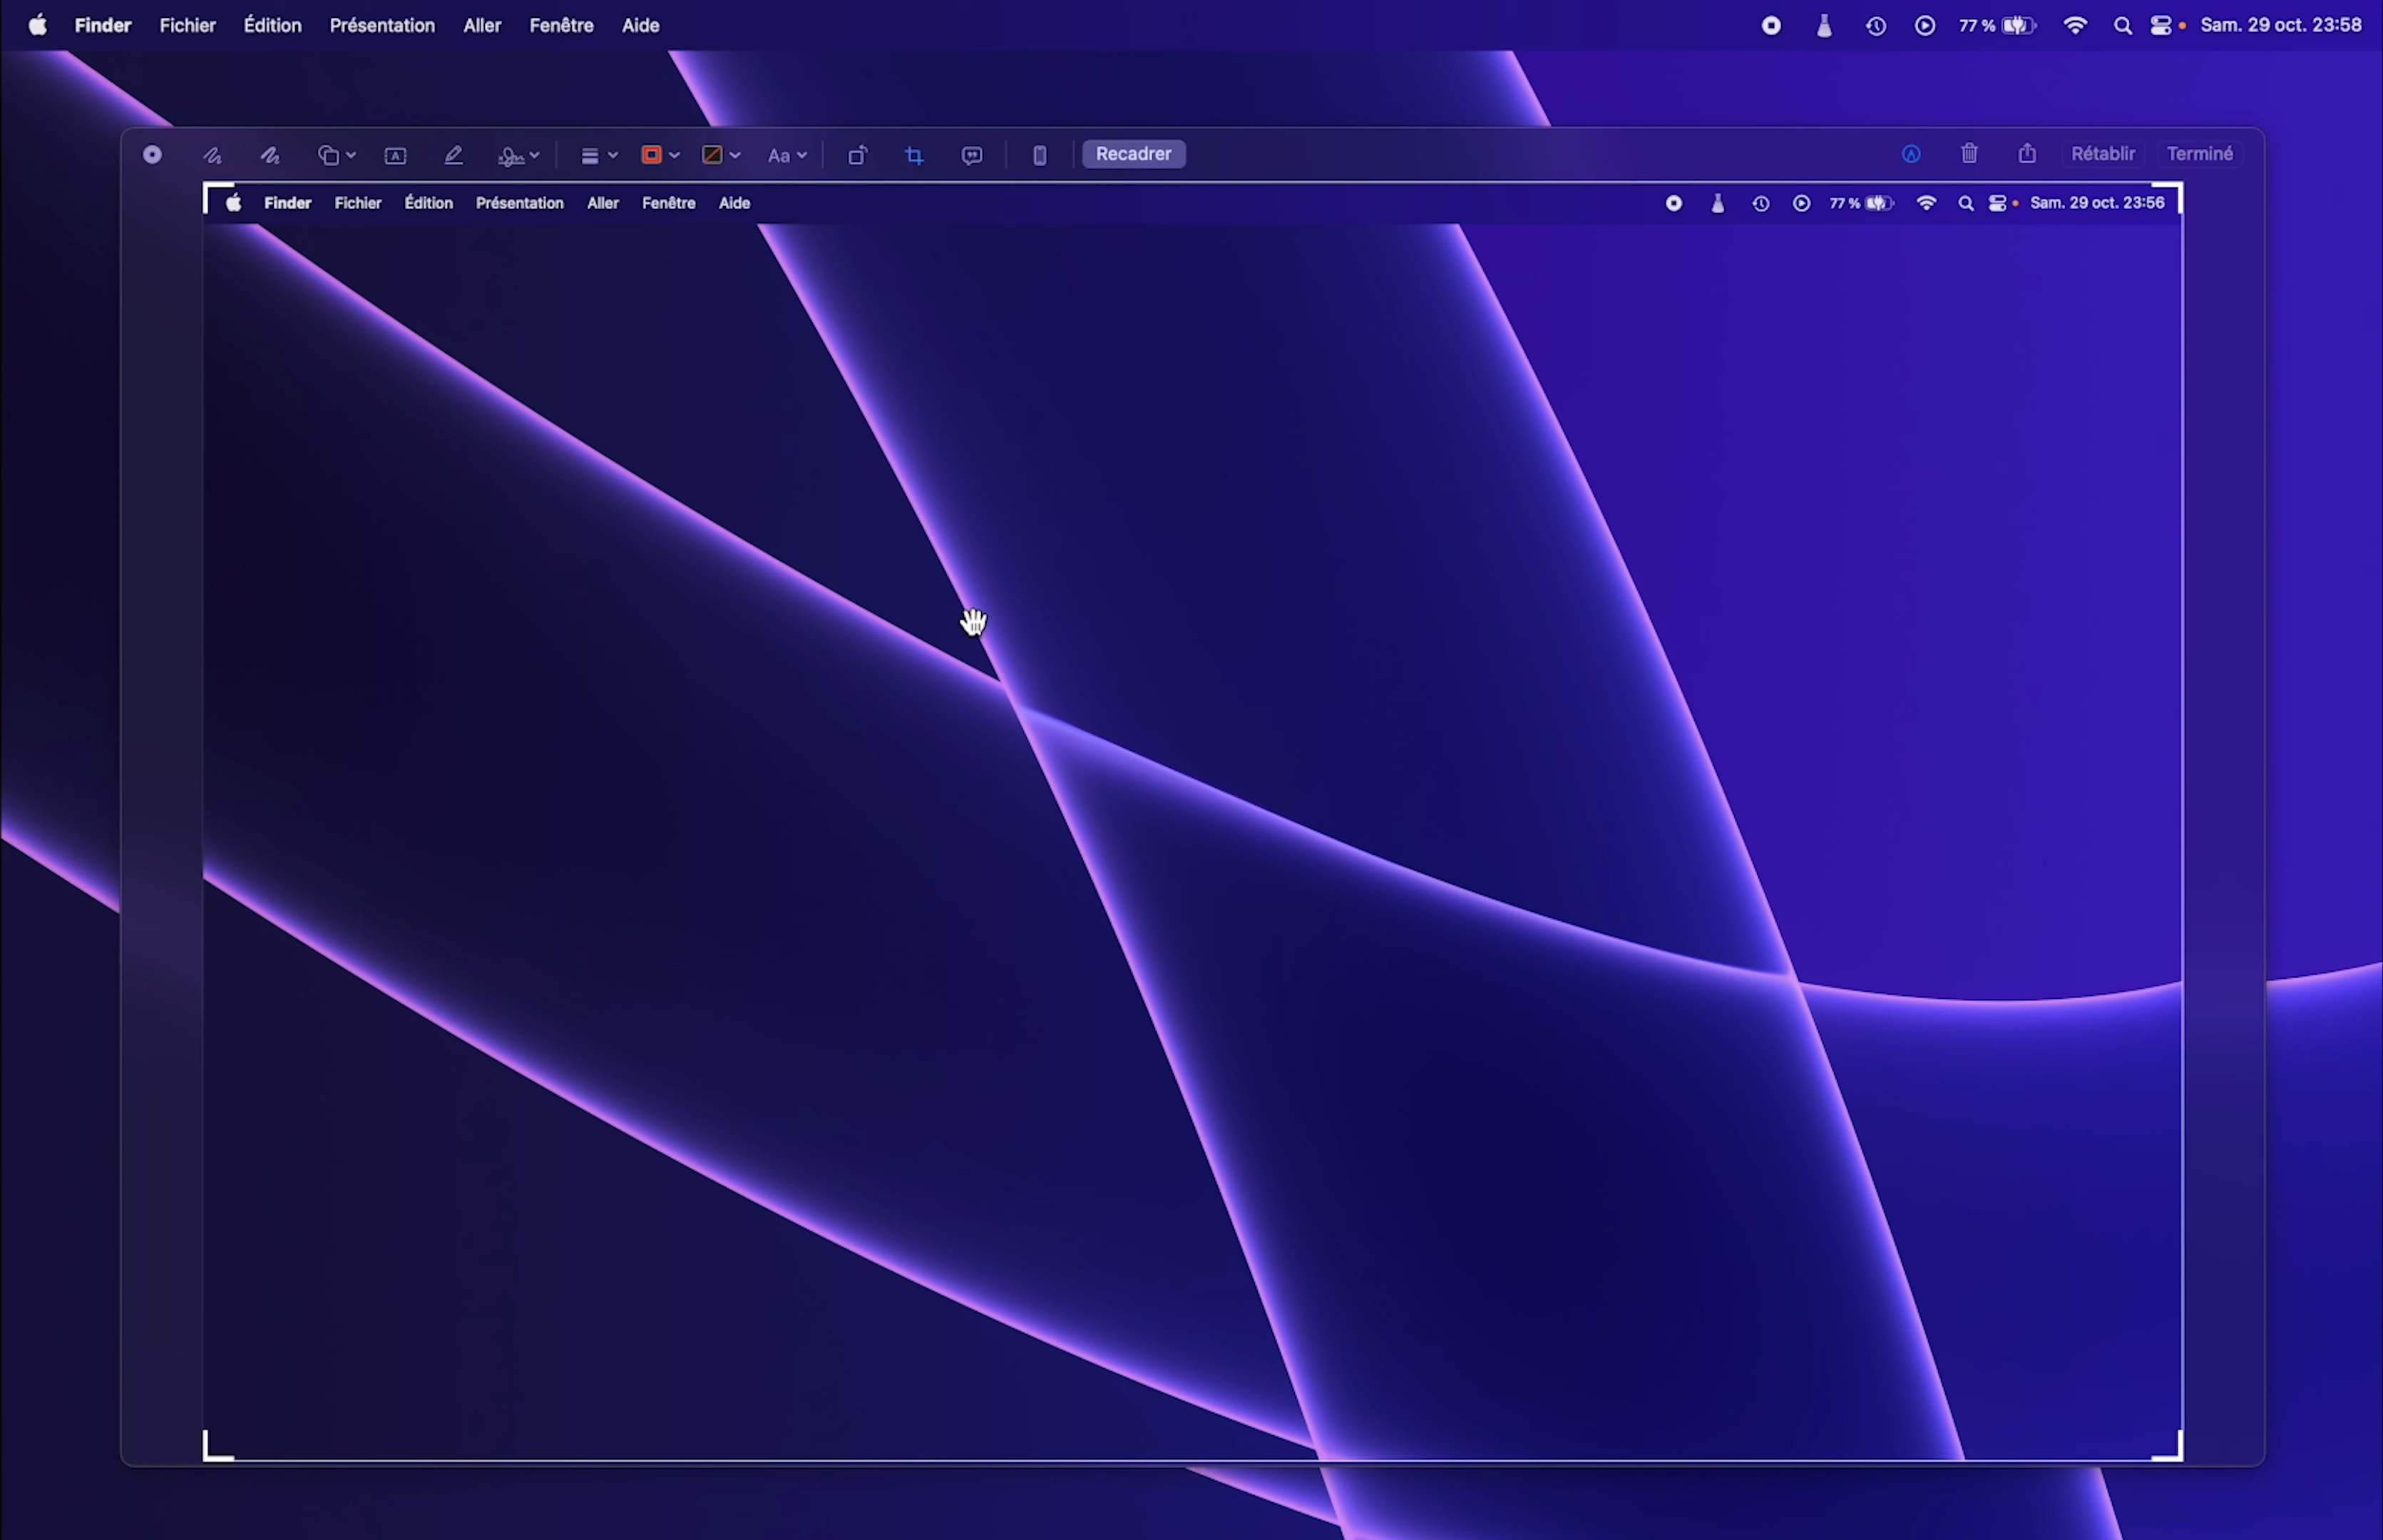 Finder Fichier Édition Présentation Aller Fenêtre Aide 77 % Sam. 29 oct. 23:58
A Aa Recadrer Rétablir Terminé
Finder Fichier Édition Présentation Aller Fenêtre Aide 77 % Sam. 29 oct. 23:56